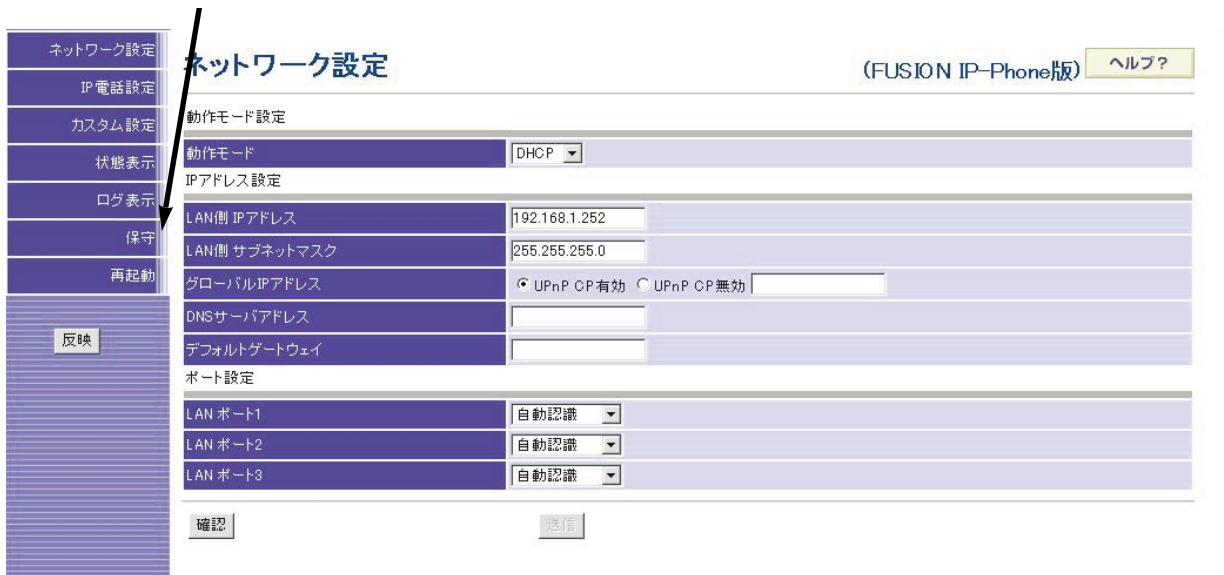 ネットワーク設定
IP電話設定
カスタム設定
状態表示
ログ表示
保守
再起動
反映
ネットワーク設定
(FUSION IP-Phone版)
ヘルプ?
動作モード設定
動作モード
DHCP
IPアドレス設定
LAN側 IPアドレス
192.168.1.252
LAN側 サブネットマスク
255.255.255.0
グローバルIPアドレス
UPnP CP有効 UPnP CP無効
DNSサーバアドレス
デフォルトゲートウェイ
ポート設定
LAN ポート1
自動認識
LAN ポート2
自動認識
LAN ポート3
自動認識
確認
送信